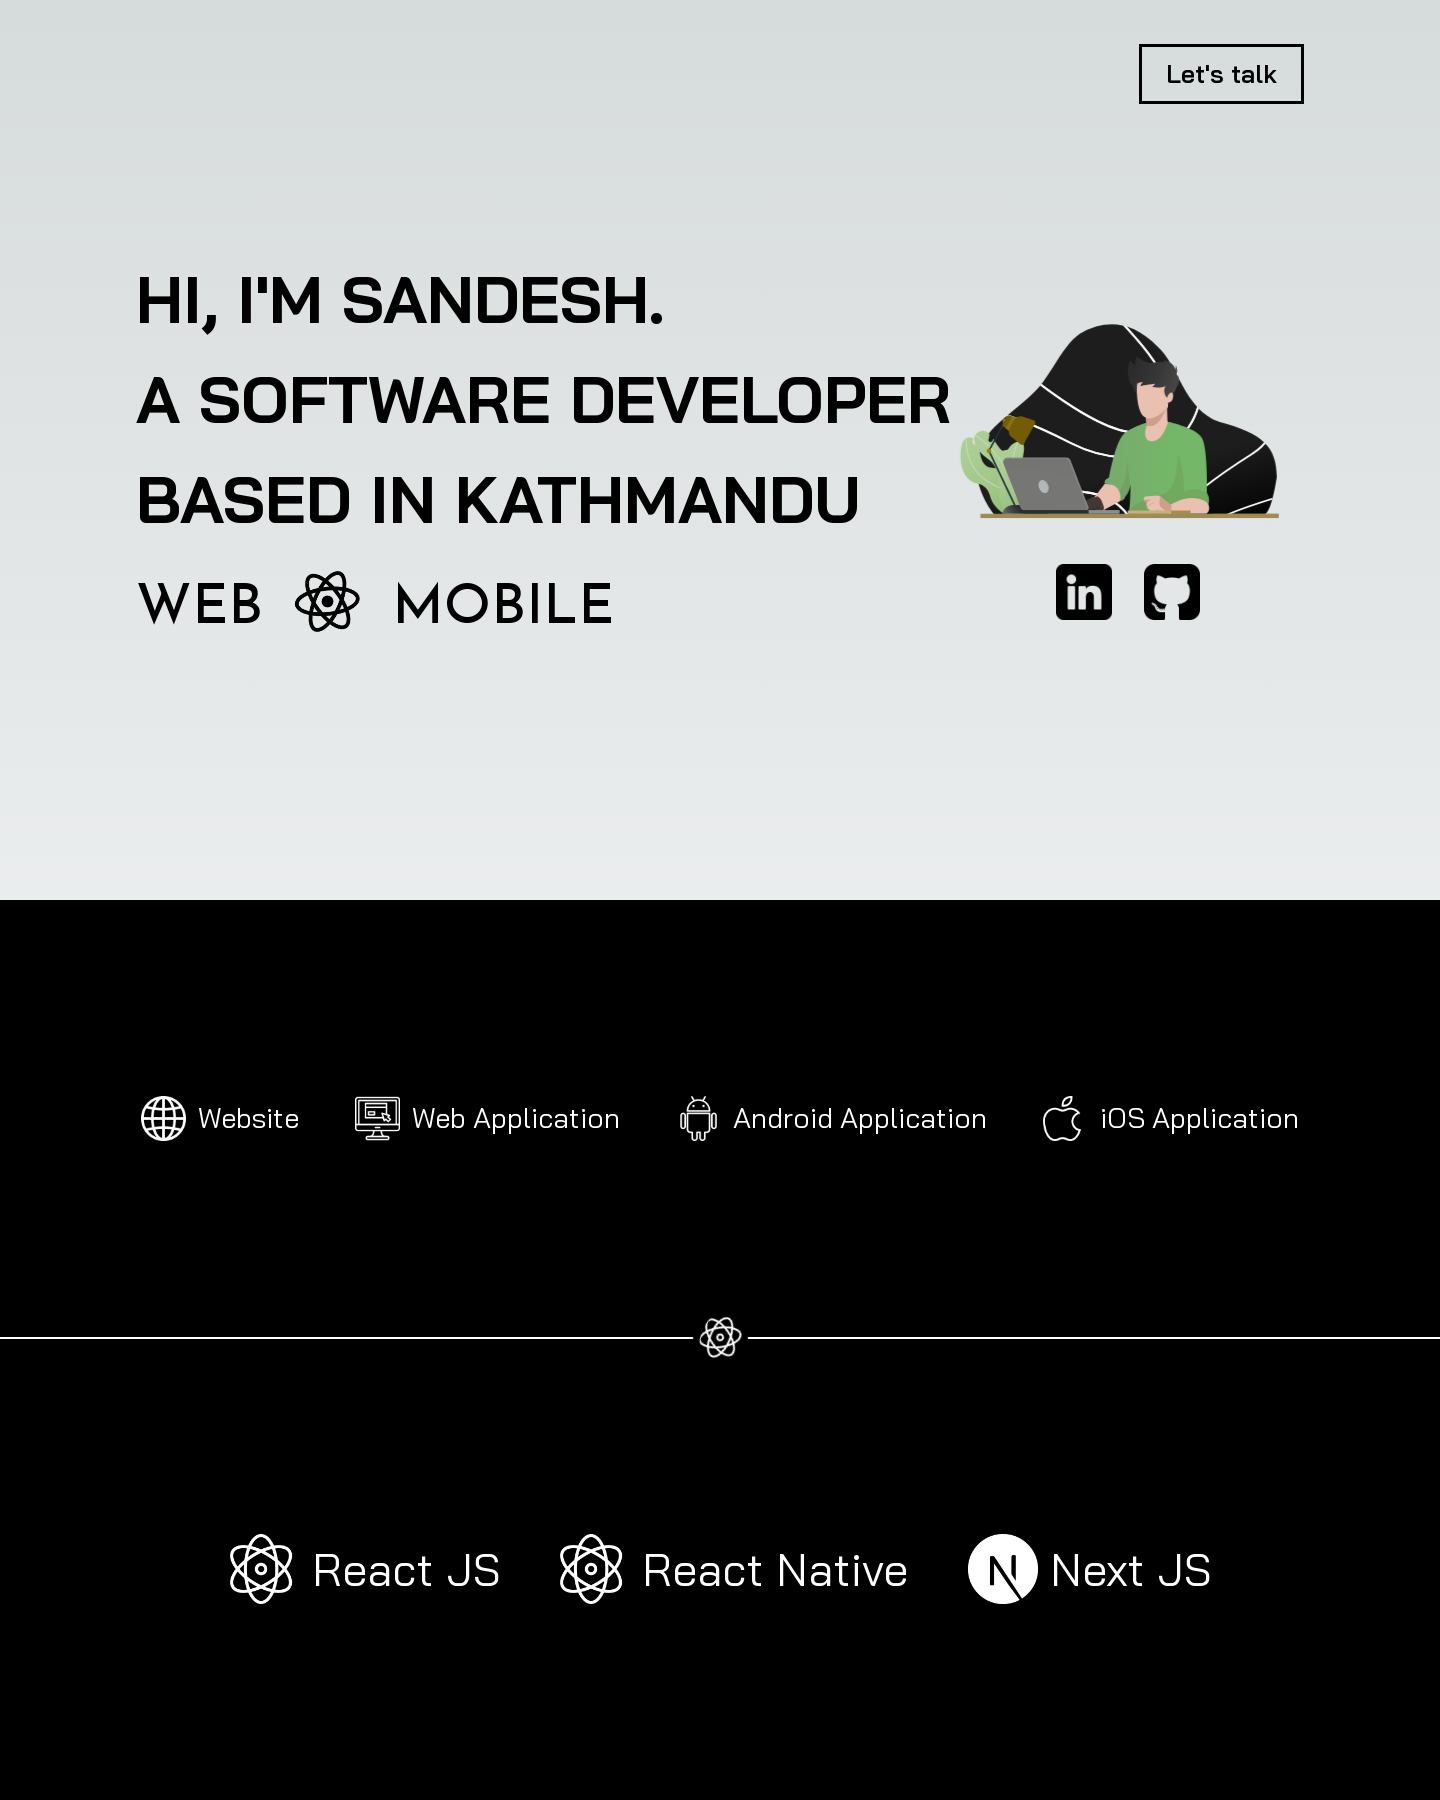 Let's talk
HI, I'M SANDESH.
A SOFTWARE DEVELOPER
BASED IN KATHMANDU
WEB MOBILE
in
Website Web Application Android Application iOS Application
React JS React Native N Next JS